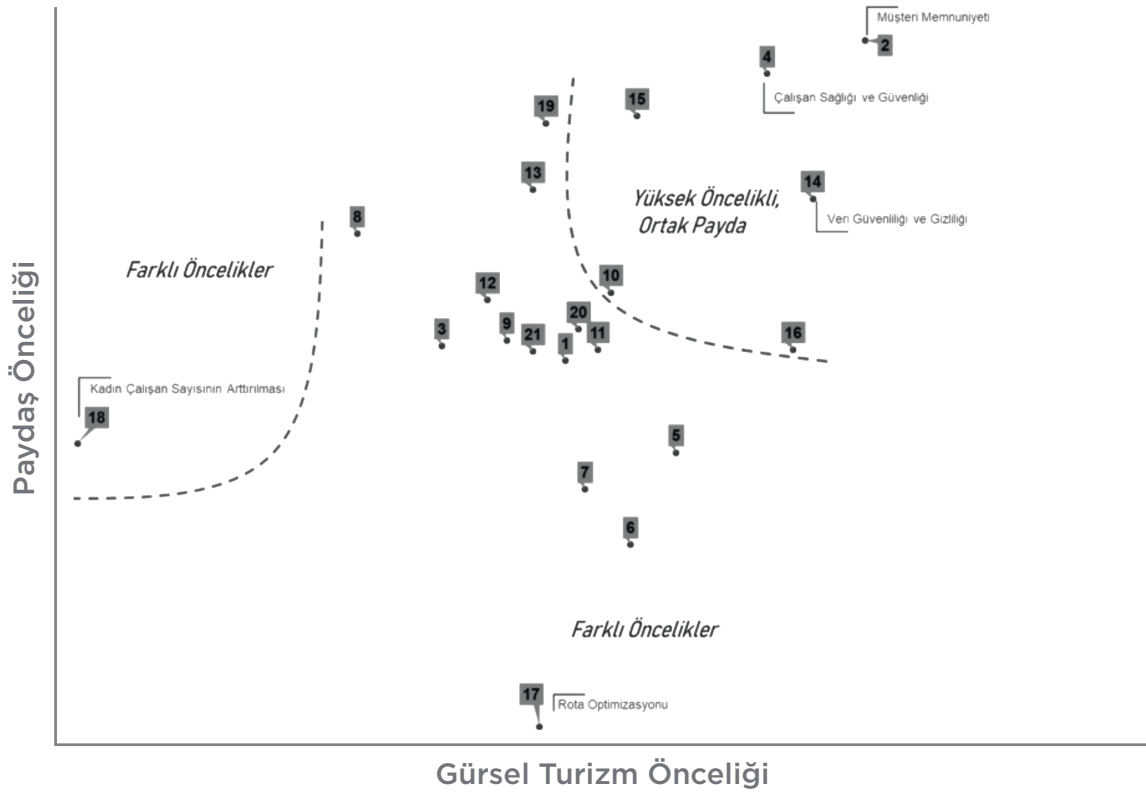 Müşteri Memnuniyeti
2
4
Çalışan Sağlığı ve Güvenliği
19
15
13
14
Yüksek Öncelikli,
Ortak Payda
Veri Güvenliliği ve Gizliliği
8
Farklı Öncelikler
10
12
20
3
9
21
1
11
16
Kadın Çalışan Sayısının Arttırılması
18
5
7
6
Farklı Öncelikler
17
Rota Optimizasyonu
Paydaş Önceliği
Gürsel Turizm Önceliği